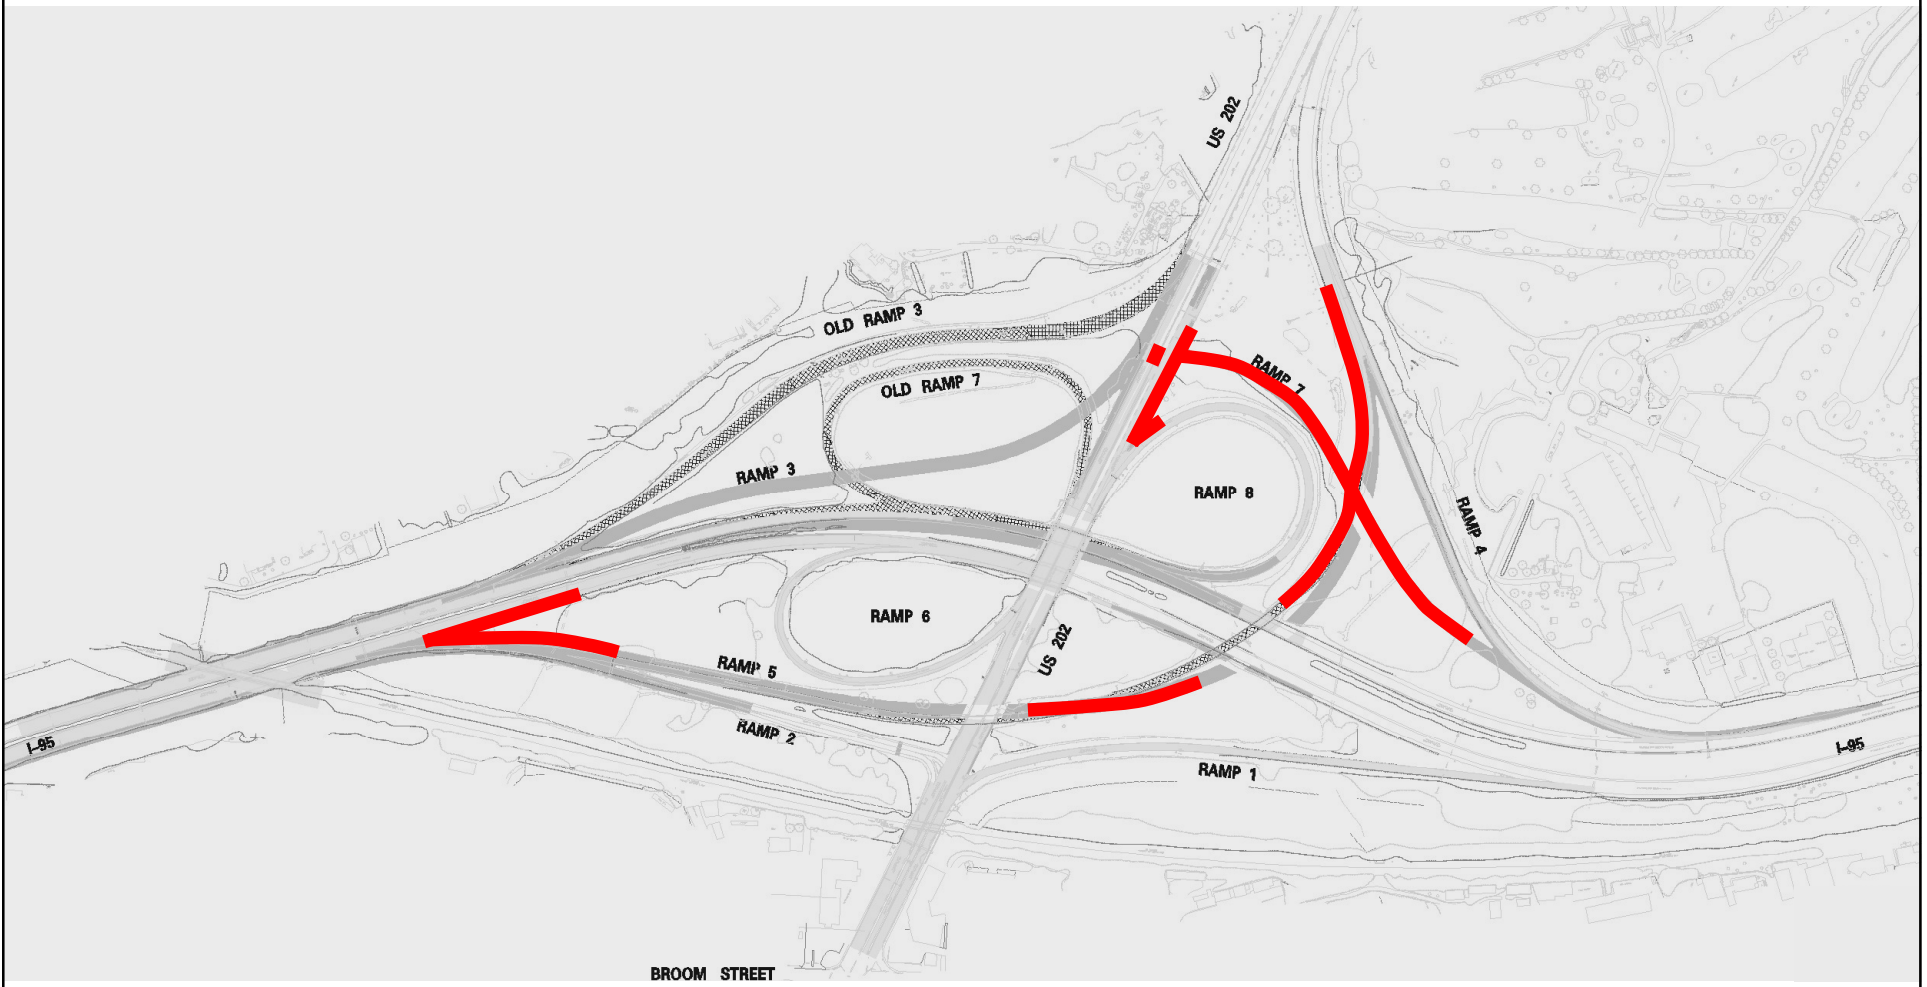 US 202
OLD RAMP 3
RAMP 7
OLD RAMP 7
RAMP 3
RAMP 8
RAMP 4
RAMP 6
US 202
RAMP 5
RAMP 2
I-95
I-95
RAMP 1
BROOM STREET